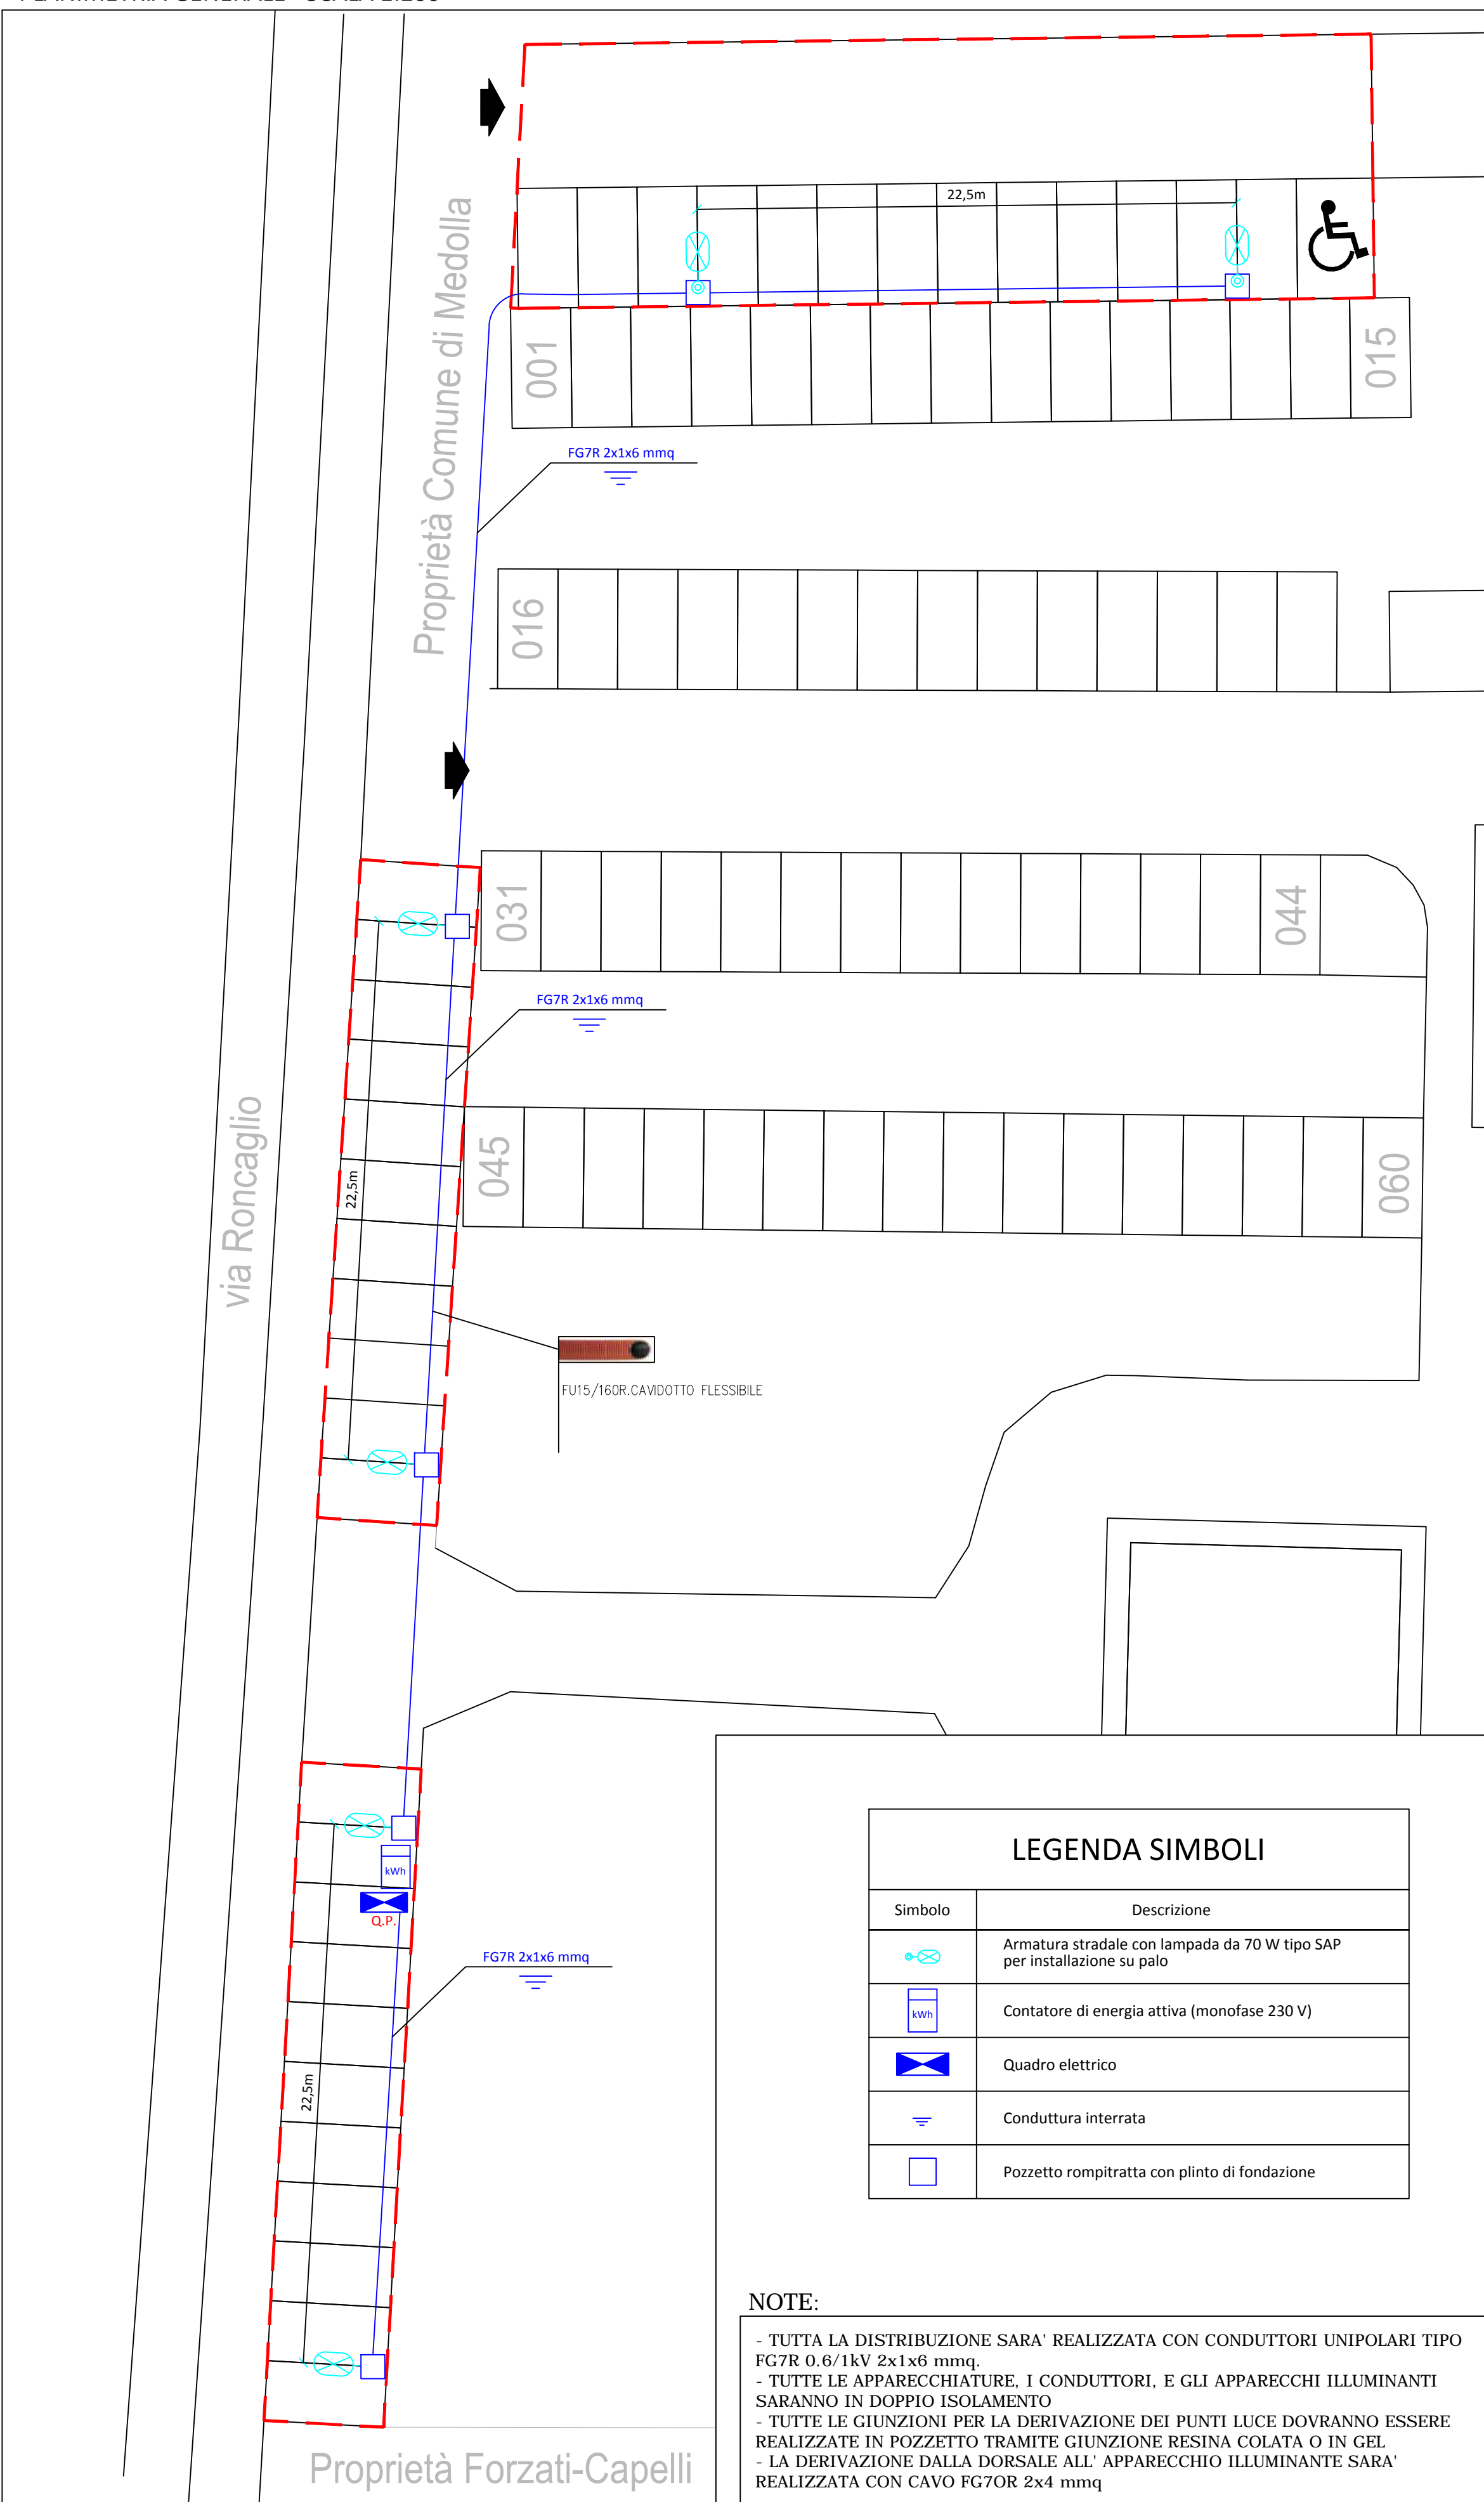 22,5m
Proprietà Comune di Medolla
001
015
FG7R 2x1x6 mmq
016
031
044
FG7R 2x1x6 mmq
045
060
via Roncaglio
22,5m
FU15/160R.CAVIDOTTO FLESSIBILE
kWh
Q.P.
FG7R 2x1x6 mmq
22,5m
LEGENDA SIMBOLI
Simbolo
Descrizione
Armatura stradale con lampada da 70 W tipo SAP
per installazione su palo
kWh
Contatore di energia attiva (monofase 230 V)
Quadro elettrico
Conduttura interrata
Pozzetto rompitratta con plinto di fondazione
NOTE:
- TUTTA LA DISTRIBUZIONE SARA' REALIZZATA CON CONDUTTORI UNIPOLARI TIPO
FG7R 0.6/1kV 2x1x6 mmq.
- TUTTE LE APPARECCHIATURE, I CONDUTTORI, E GLI APPARECCHI ILLUMINANTI
SARANNO IN DOPPIO ISOLAMENTO
- TUTTE LE GIUNZIONI PER LA DERIVAZIONE DEI PUNTI LUCE DOVRANNO ESSERE
REALIZZATE IN POZZETTO TRAMITE GIUNZIONE RESINA COLATA O IN GEL
- LA DERIVAZIONE DALLA DORSALE ALL' APPARECCHIO ILLUMINANTE SARA'
REALIZZATA CON CAVO FG7OR 2x4 mmq
Proprietà Forzati-Capelli